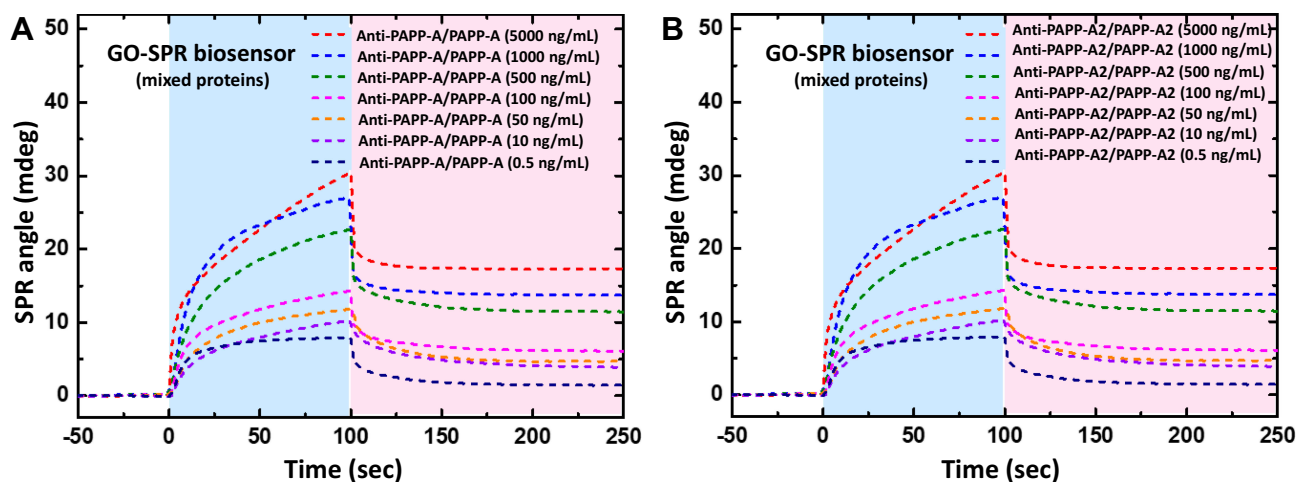 A
GO-SPR biosensor
(mixed proteins)
Anti-PAPP-A/PAPP-A (5000 ng/mL)
Anti-PAPP-A/PAPP-A (1000 ng/mL)
Anti-PAPP-A/PAPP-A (500 ng/mL)
Anti-PAPP-A/PAPP-A (100 ng/mL)
Anti-PAPP-A/PAPP-A (50 ng/mL)
Anti-PAPP-A/PAPP-A (10 ng/mL)
Anti-PAPP-A/PAPP-A (0.5 ng/mL)
SPR angle (mdeg)
50
40
30
20
10
0
-50 0 50 100 150 200 250
Time (sec)
B
GO-SPR biosensor
(mixed proteins)
Anti-PAPP-A2/PAPP-A2 (5000 ng/mL)
Anti-PAPP-A2/PAPP-A2 (1000 ng/mL)
Anti-PAPP-A2/PAPP-A2 (500 ng/mL)
Anti-PAPP-A2/PAPP-A2 (100 ng/mL)
Anti-PAPP-A2/PAPP-A2 (50 ng/mL)
Anti-PAPP-A2/PAPP-A2 (10 ng/mL)
Anti-PAPP-A2/PAPP-A2 (0.5 ng/mL)
SPR angle (mdeg)
50
40
30
20
10
0
-50 0 50 100 150 200 250
Time (sec)